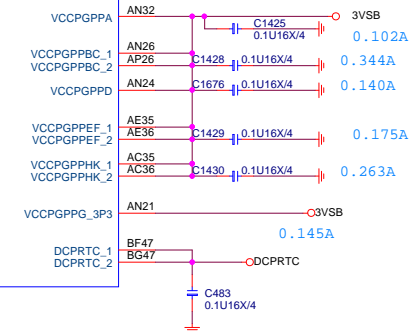 VCCPGPPA AN32 3VSB
C1425
0.1U16X/4 0.102A
VCCPGPPBC_1 AN26
VCCPGPPBC_2 AP26 C1428 0.1U16X/4 0.344A
VCCPGPPD AN24 C1676 0.1U16X/4 0.140A
VCCPGPPEF_1 AE35
VCCPGPPEF_2 AE36 C1429 0.1U16X/4 0.175A
VCCPGPPHK_1 AC35
VCCPGPPHK_2 AC36 C1430 0.1U16X/4 0.263A
VCCPGPPG_3P3 AN21 3VSB
0.145A
DCPRTC_1 BF47
DCPRTC_2 BG47 DCPRTC
C483
0.1U16X/4